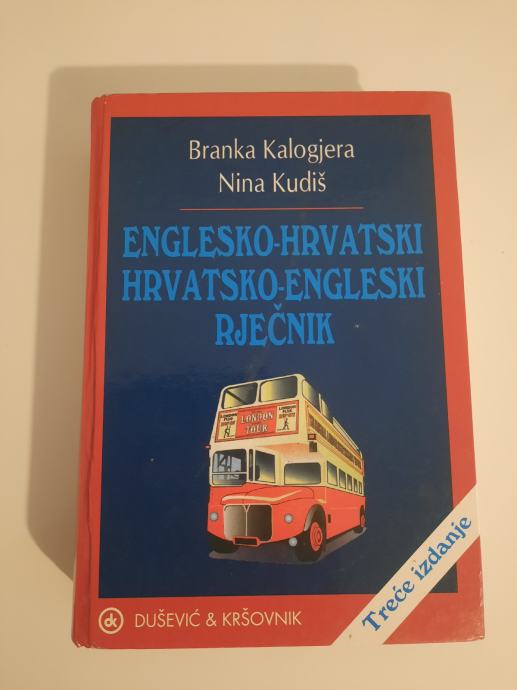 Branka Kalogjera
Nina Kudiš
ENGLESKO-HRVATSKI
HRVATSKO-ENGLESKI
RJEČNIK
LONDON
TOUR
Treće izdanje
dk DUŠEVIĆ & KRŠOVNIK